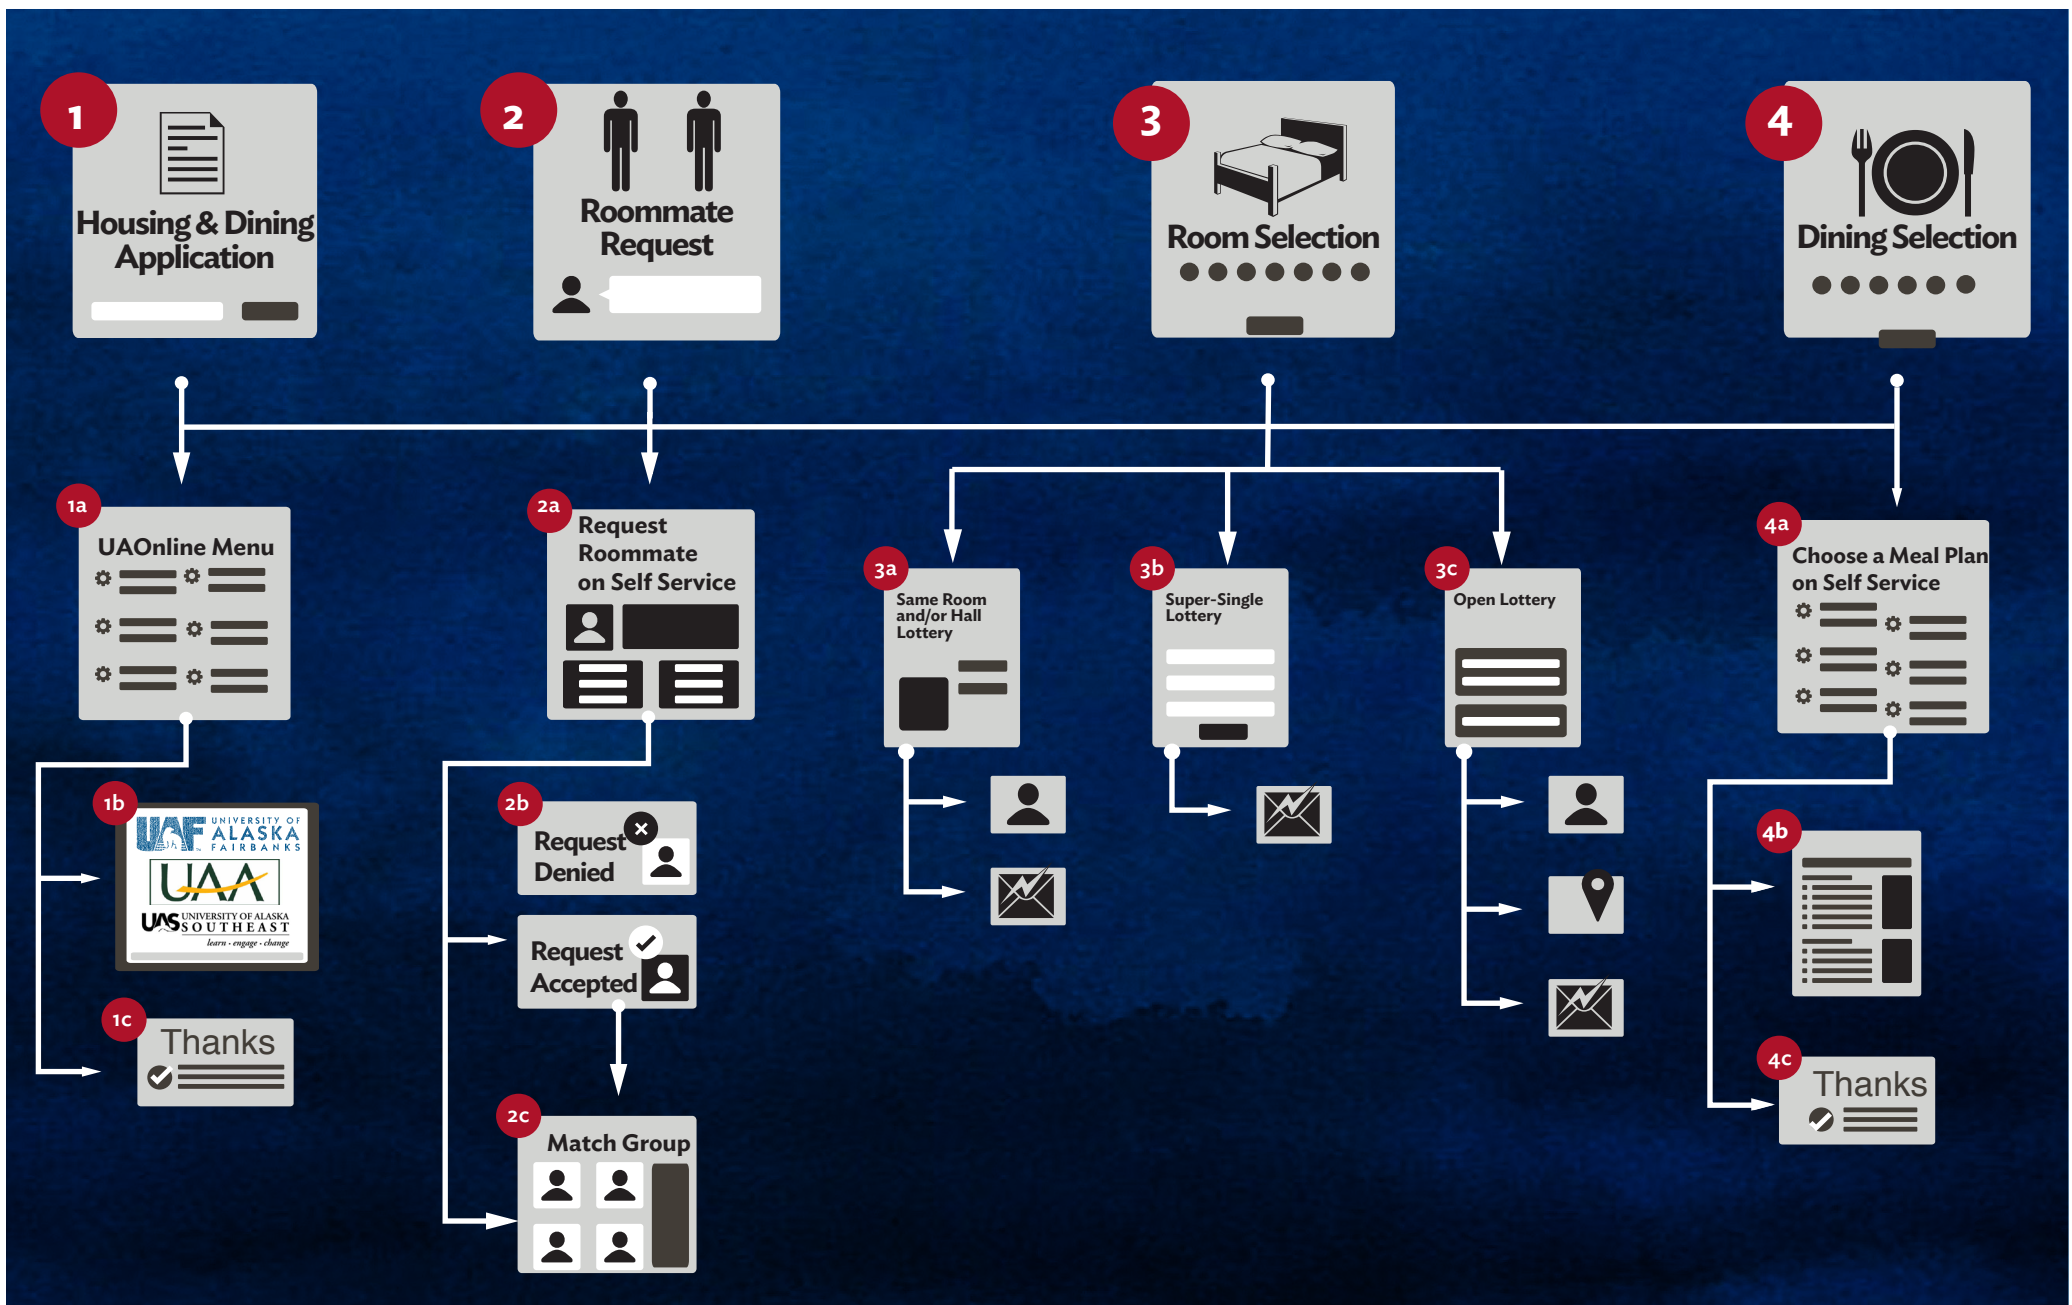 1
Housing & Dining
Application
2
Roommate
Request
3
Room Selection
4
Dining Selection
1a
UAOnline Menu
1b
UAF
UNIVERSITY OF
ALASKA
FAIRBANKS
UAA
UAS
UNIVERSITY OF ALASKA
SOUTHEAST
learn • engage • change
1c
Thanks
2a
Request
Roommate
on Self Service
2b
Request
Denied
Request
Accepted
2c
Match Group
3a
Same Room
and/or Hall
Lottery
3b
Super-Single
Lottery
3c
Open Lottery
4a
Choose a Meal Plan
on Self Service
4b
4c
Thanks